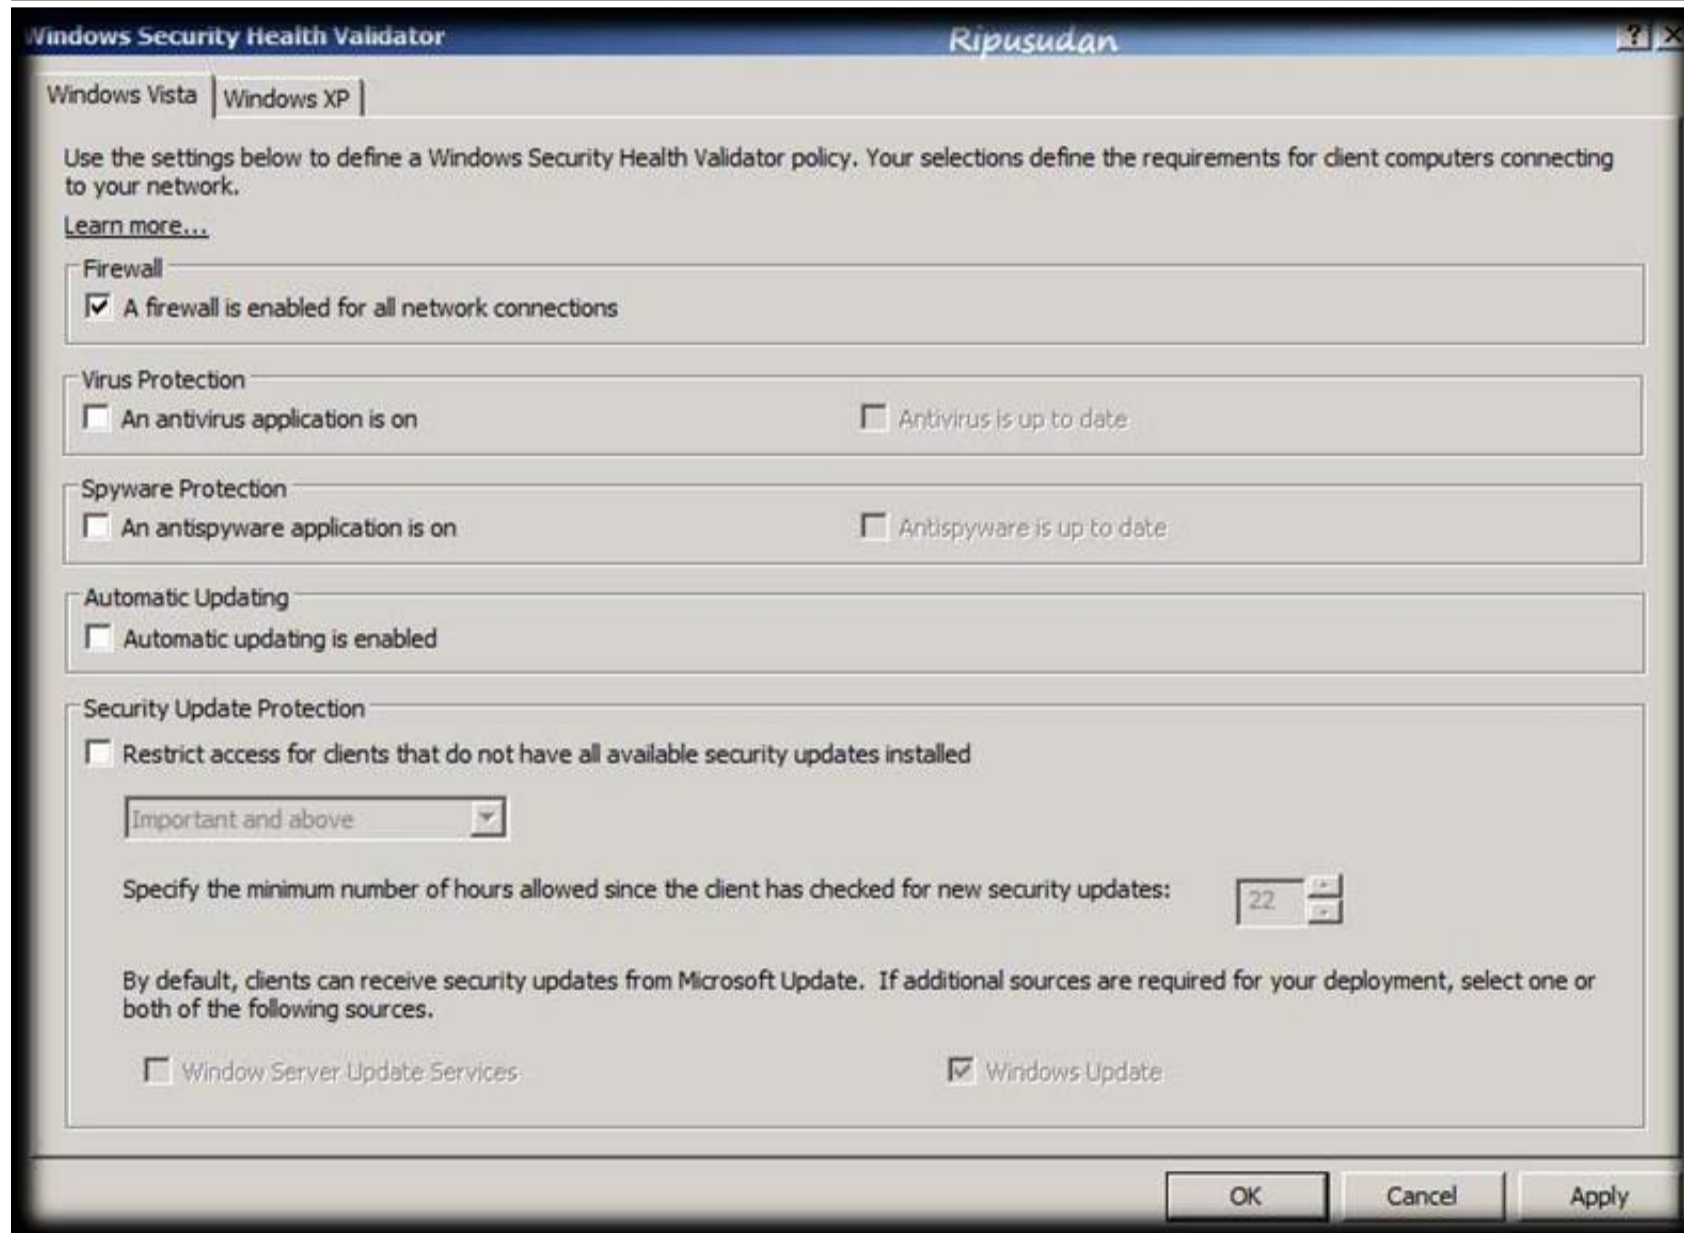 Windows Security Health Validator
Ripusudan
Windows Vista
Windows XP
Use the settings below to define a Windows Security Health Validator policy. Your selections define the requirements for client computers connecting
to your network.
Learn more...
Firewall
A firewall is enabled for all network connections
Virus Protection
An antivirus application is on
Antivirus is up to date
Spyware Protection
An antispyware application is on
Antispyware is up to date
Automatic Updating
Automatic updating is enabled
Security Update Protection
Restrict access for clients that do not have all available security updates installed
Important and above
Specify the minimum number of hours allowed since the client has checked for new security updates:
22
By default, clients can receive security updates from Microsoft Update. If additional sources are required for your deployment, select one or
both of the following sources.
Window Server Update Services
Windows Update
OK
Cancel
Apply